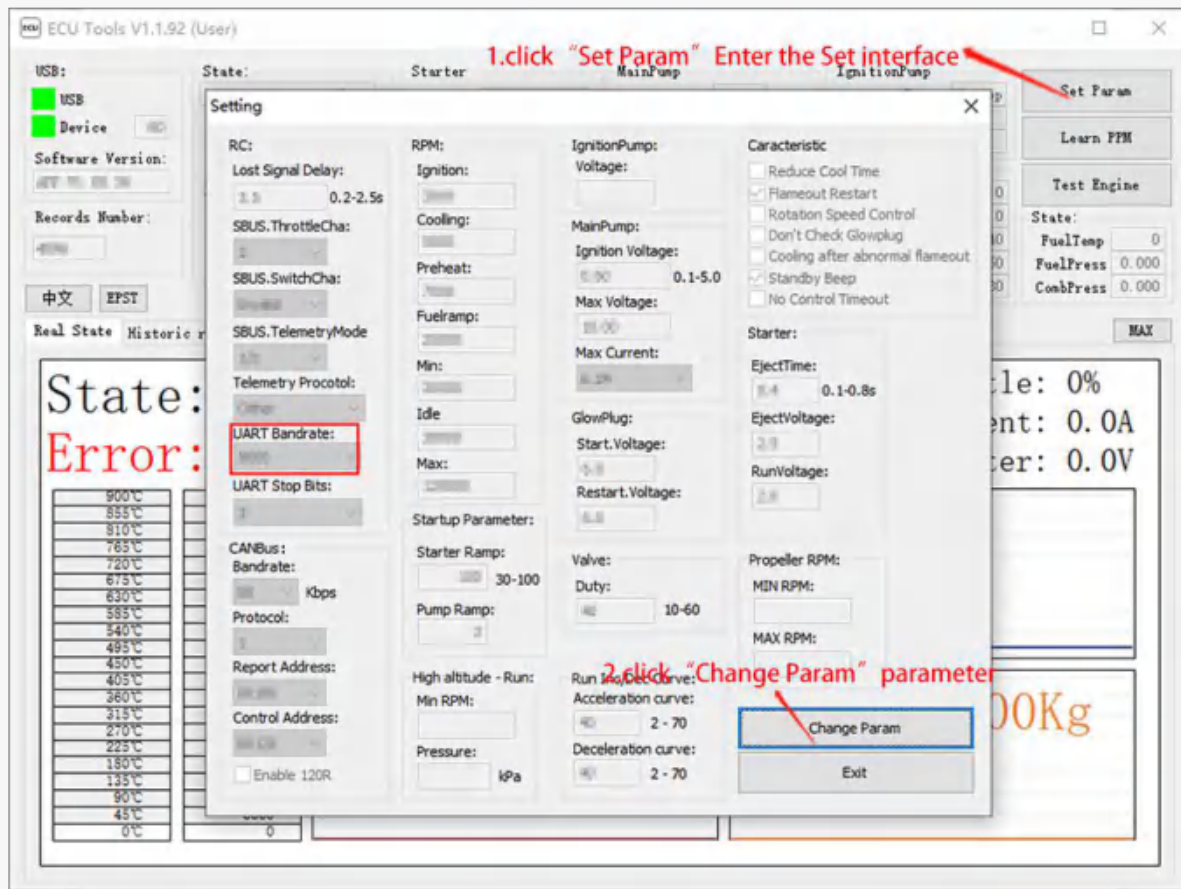 ECU Tools V1.1.92 (User)
1.click “Set Param” Enter the Set interface
USB:
State:
Starter
MainPump
IgnitionPump
USB
Device
Software Version:
Records Number:
中文
EPST
Real State
Historic r
Set Param
Learn PPM
Test Engine
State:
FuelTemp 0
FuelPress 0.000
CombPress 0.000
MAX
Setting
RC:
Lost Signal Delay:
0.2-2.5s
SBUS.ThrottleCha:
SBUS.SwitchCha:
SBUS.TelemetryMode
Telemetry Procotol:
UART Bandrate:
UART Stop Bits:
CANBus:
Bandrate:
Kbps
Protocol:
Report Address:
Control Address:
Enable 120R
RPM:
Ignition:
Cooling:
Preheat:
Fuelramp:
Min:
Idle
Max:
Startup Parameter:
Starter Ramp:
30-100
Pump Ramp:
High altitude - Run:
Min RPM:
Pressure:
kPa
IgnitionPump:
Voltage:
MainPump:
Ignition Voltage:
0.1-5.0
Max Voltage:
Max Current:
GlowPlug:
Start.Voltage:
Restart.Voltage:
Valve:
Duty:
10-60
Run Inc/Dec Curve:
Acceleration curve:
2 - 70
Deceleration curve:
2 - 70
Caracteristic
Reduce Cool Time
Flameout Restart
Rotation Speed Control
Don't Check Glowplug
Cooling after abnormal flameout
Standby Beep
No Control Timeout
Starter:
EjectTime:
0.1-0.8s
EjectVoltage:
RunVoltage:
Propeller RPM:
MIN RPM:
MAX RPM:
2.click “Change Param” parameter
Change Param
Exit
State:
Error:
tle: 0%
ent: 0.0A
ter: 0.0V
00Kg
900℃
855℃
810℃
765℃
720℃
675℃
630℃
585℃
540℃
495℃
450℃
405℃
360℃
315℃
270℃
225℃
180℃
135℃
90℃
45℃
0℃ 0